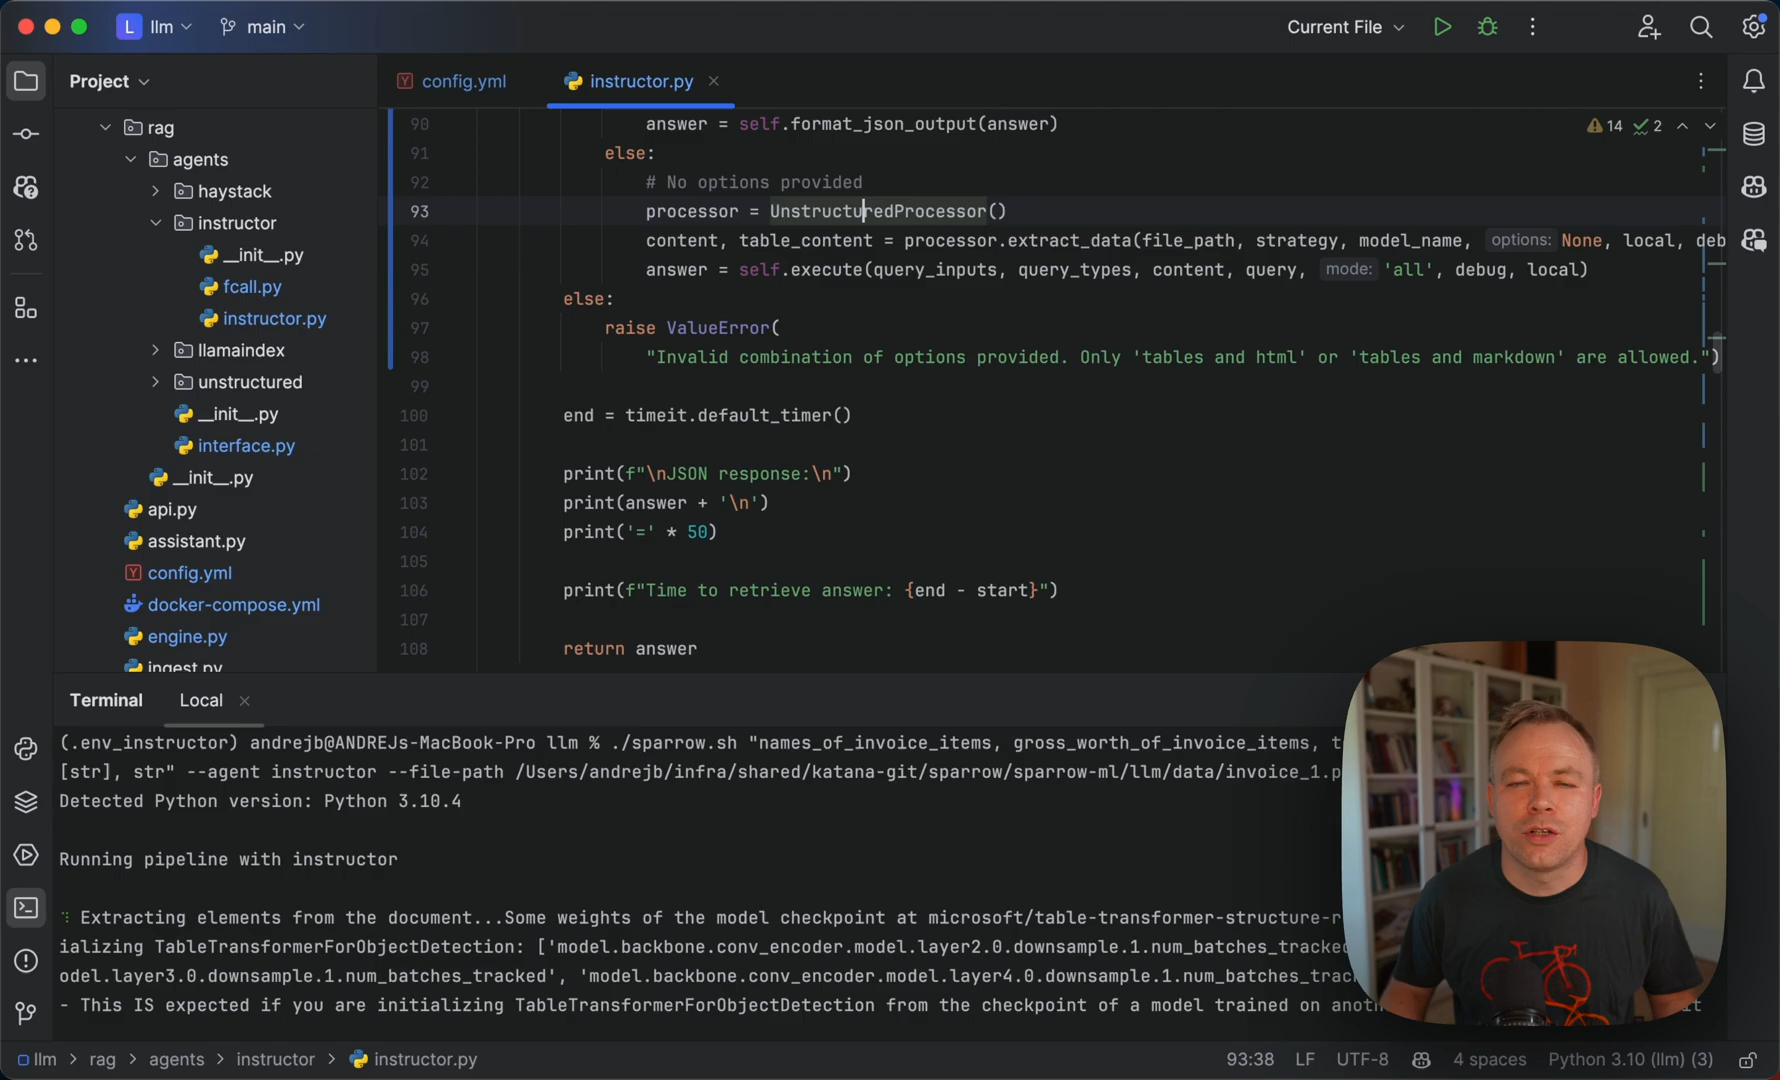 L llm main
Current File
Project
config.yml
instructor.py
rag
agents
haystack
instructor
__init__.py
fcall.py
instructor.py
llamaindex
unstructured
__init__.py
interface.py
__init__.py
api.py
assistant.py
config.yml
docker-compose.yml
engine.py
ingest.py
14 2
90 answer = self.format_json_output(answer)
91 else:
92 # No options provided
93 processor = UnstructuredProcessor()
94 content, table_content = processor.extract_data(file_path, strategy, model_name, options: None, local, deb
95 answer = self.execute(query_inputs, query_types, content, query, mode: 'all', debug, local)
96 else:
97 raise ValueError(
98 "Invalid combination of options provided. Only 'tables and html' or 'tables and markdown' are allowed.")
99
100 end = timeit.default_timer()
101
102 print(f"\nJSON response:\n")
103 print(answer + '\n')
104 print('=' * 50)
105
106 print(f"Time to retrieve answer: {end - start}")
107
108 return answer
Terminal Local
(.env_instructor) andrejb@ANDREJs-MacBook-Pro llm % ./sparrow.sh "names_of_invoice_items, gross_worth_of_invoice_items, t
[str], str" --agent instructor --file-path /Users/andrejb/infra/shared/katana-git/sparrow/sparrow-ml/llm/data/invoice_1.p
Detected Python version: Python 3.10.4
Running pipeline with instructor
Extracting elements from the document...Some weights of the model checkpoint at microsoft/table-transformer-structure-r
ializing TableTransformerForObjectDetection: ['model.backbone.conv_encoder.model.layer2.0.downsample.1.num_batches_tracked
odel.layer3.0.downsample.1.num_batches_tracked', 'model.backbone.conv_encoder.model.layer4.0.downsample.1.num_batches_trac
- This IS expected if you are initializing TableTransformerForObjectDetection from the checkpoint of a model trained on anoth it
llm > rag > agents > instructor > instructor.py
93:38 LF UTF-8 4 spaces Python 3.10 (llm) (3)